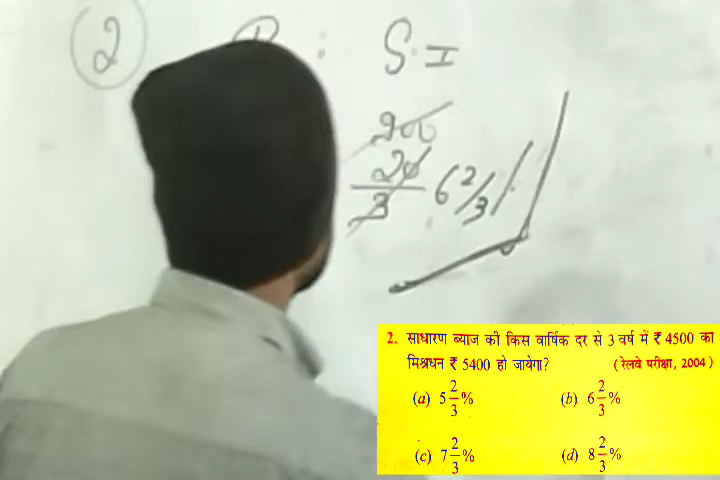 2
: S.I
900
20
3
6 2/3 %
2. साधारण ब्याज की किस वार्षिक दर से 3 वर्ष में ₹ 4500 का
मिश्रधन ₹ 5400 हो जायेगा? (रेलवे परीक्षा, 2004)
(a) 5 2/3 % (b) 6 2/3 %
(c) 7 2/3 % (d) 8 2/3 %